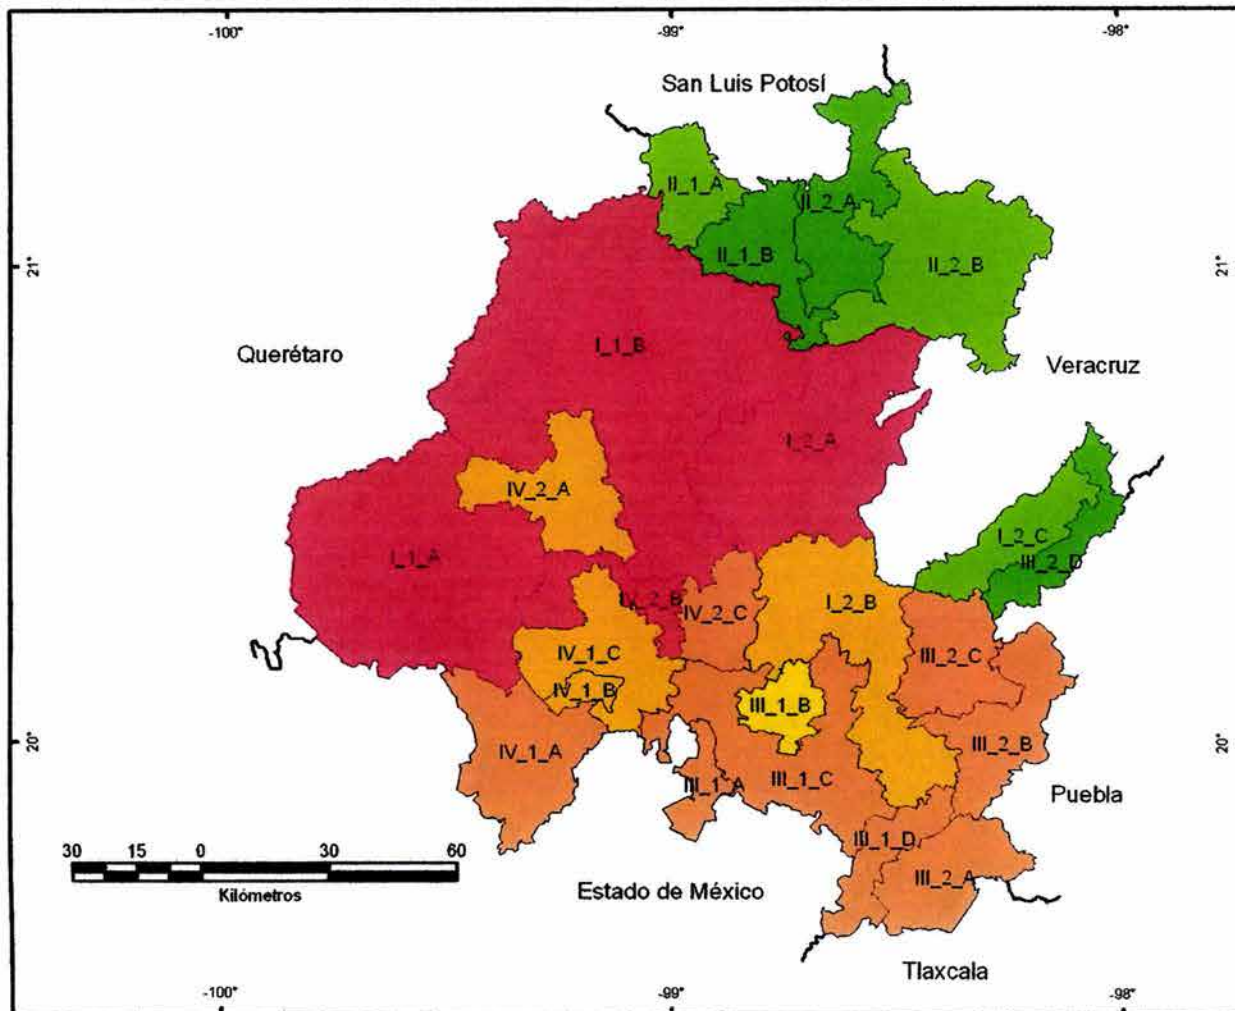 -100° -99° -98°
San Luis Potosí
II_1_A
II_2_A
II_1_B
II_2_B
21° 21°
I_1_B
Querétaro
Veracruz
I_2_A
IV_2_A
I_2_C
I_1_A
III_2_D
IV_2_B
IV_2_C
I_2_B
IV_1_C
III_2_C
IV_1_B
III_1_B
20° 20°
IV_1_A
III_2_B
III_1_A
III_1_C
Puebla
III_1_D
30 15 0 30 60
Kilómetros
Estado de México
III_2_A
Tlaxcala
-100° -99° -98°